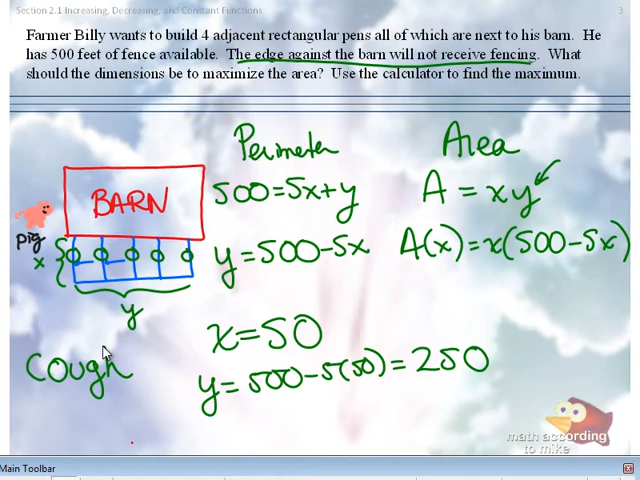 Section 2.1 Increasing, Decreasing, and Constant Functions
3
Farmer Billy wants to build 4 adjacent rectangular pens all of which are next to his barn. He
has 500 feet of fence available. The edge against the barn will not receive fencing. What
should the dimensions be to maximize the area? Use the calculator to find the maximum.
Perimeter
Area
BARN
500=5x+y
A = xy
pig
x
y=500-5x
A(x)=x(500-5x)
y
x=50
Cough
y=500-5(50)=250
math according
to mike
Main Toolbar